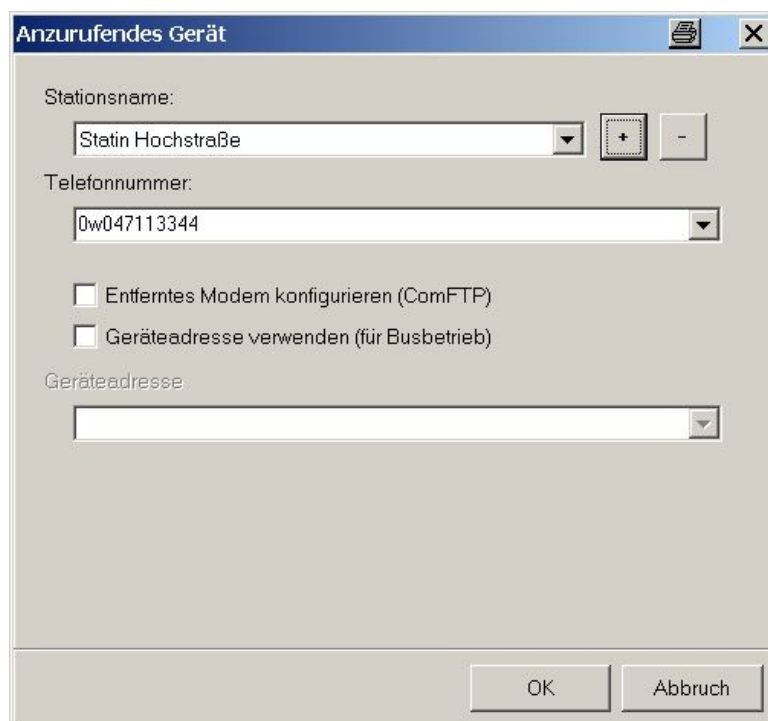 Anzurufendes Gerät
Stationsname:
Statin Hochstraße
+
-
Telefonnummer:
0w047113344
Entferntes Modem konfigurieren (ComFTP)
Geräteadresse verwenden (für Busbetrieb)
Geräteadresse
OK
Abbruch